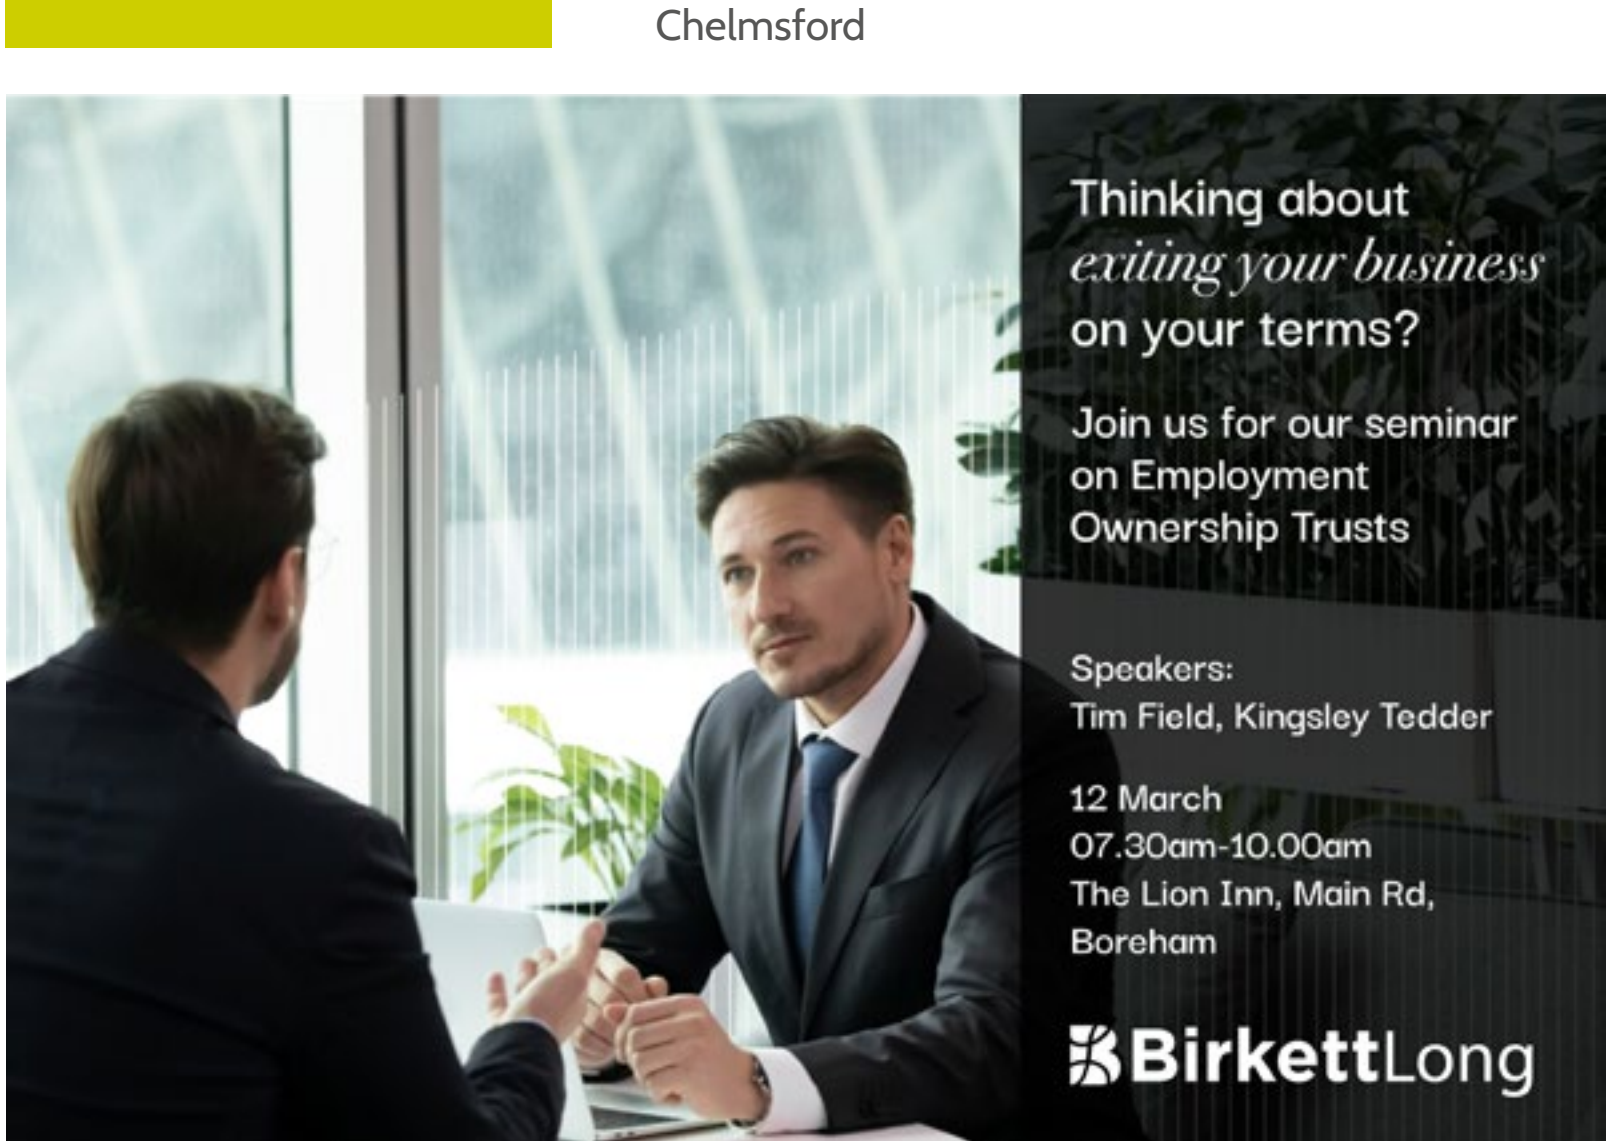 Chelmsford
Thinking about
exiting your business
on your terms?
Join us for our seminar
on Employment
Ownership Trusts
Speakers:
Tim Field, Kingsley Tedder
12 March
07.30am-10.00am
The Lion Inn, Main Rd,
Boreham
BirkettLong